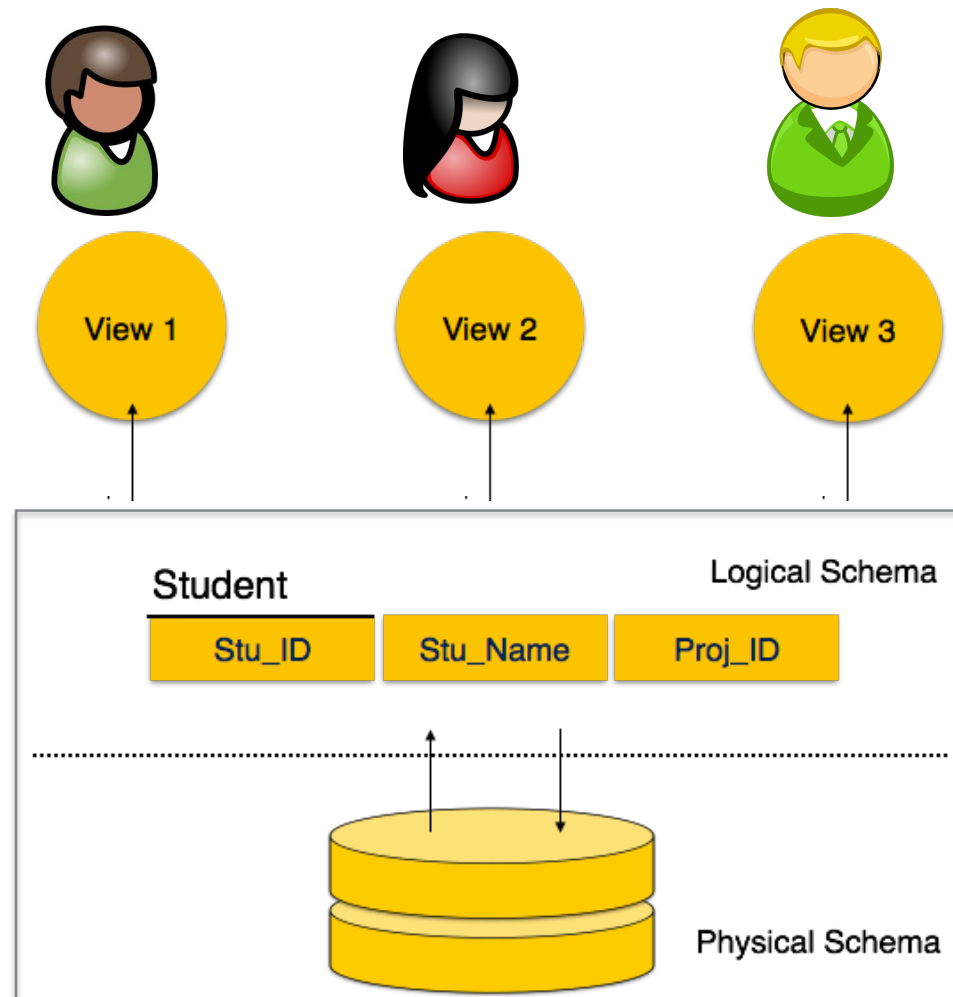 View 1
View 2
View 3
Logical Schema
Student
Stu_ID
Stu_Name
Proj_ID
Physical Schema